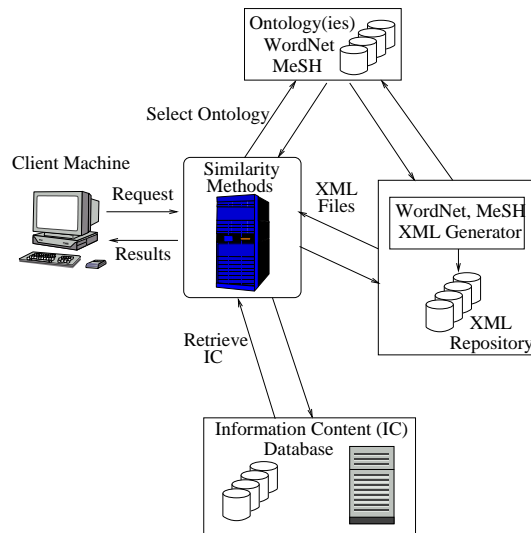 Ontology(ies)
WordNet
MeSH
Select Ontology
Client Machine
Request
Results
Similarity
Methods
XML
Files
WordNet, MeSH
XML Generator
XML
Repository
Retrieve
IC
Information Content (IC)
Database